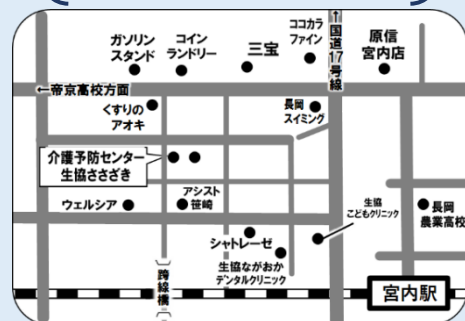 ガソリン
スタンド
コイン
ランドリー
三宝
ココカラ
ファイン
↑国道17号線
原信
宮内店
←帝京高校方面
くすりの
アオキ
長岡
スイミング
介護予防センター
生協ささざき
ウェルシア
アシスト
笹崎
生協
こどもクリニック
長岡
農業高校
シャトレーゼ
生協ながおか
デンタルクリニック
跨線橋
宮内駅